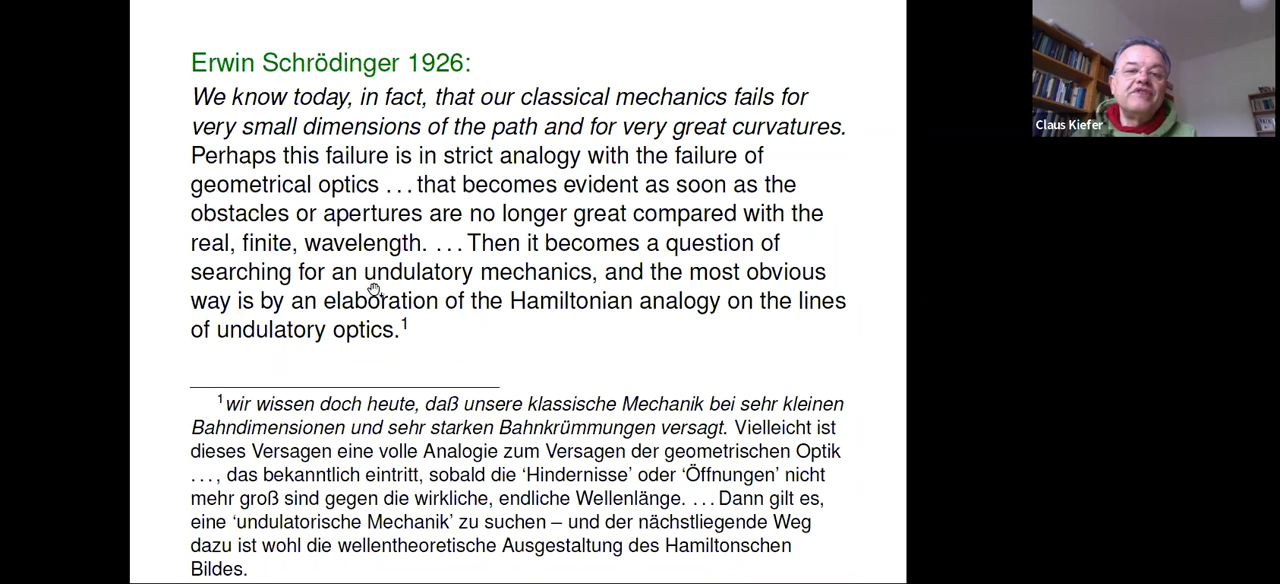 Erwin Schrödinger 1926:
We know today, in fact, that our classical mechanics fails for
very small dimensions of the path and for very great curvatures.
Perhaps this failure is in strict analogy with the failure of
geometrical optics ...that becomes evident as soon as the
obstacles or apertures are no longer great compared with the
real, finite, wavelength. ...Then it becomes a question of
searching for an undulatory mechanics, and the most obvious
way is by an elaboration of the Hamiltonian analogy on the lines
of undulatory optics.¹
¹wir wissen doch heute, daß unsere klassische Mechanik bei sehr kleinen
Bahndimensionen und sehr starken Bahnkrümmungen versagt. Vielleicht ist
dieses Versagen eine volle Analogie zum Versagen der geometrischen Optik
..., das bekanntlich eintritt, sobald die ‘Hindernisse’ oder ‘Öffnungen’ nicht
mehr groß sind gegen die wirkliche, endliche Wellenlänge. ...Dann gilt es,
eine ‘undulatorische Mechanik’ zu suchen – und der nächstliegende Weg
dazu ist wohl die wellentheoretische Ausgestaltung des Hamiltonschen
Bildes.
Claus Kiefer